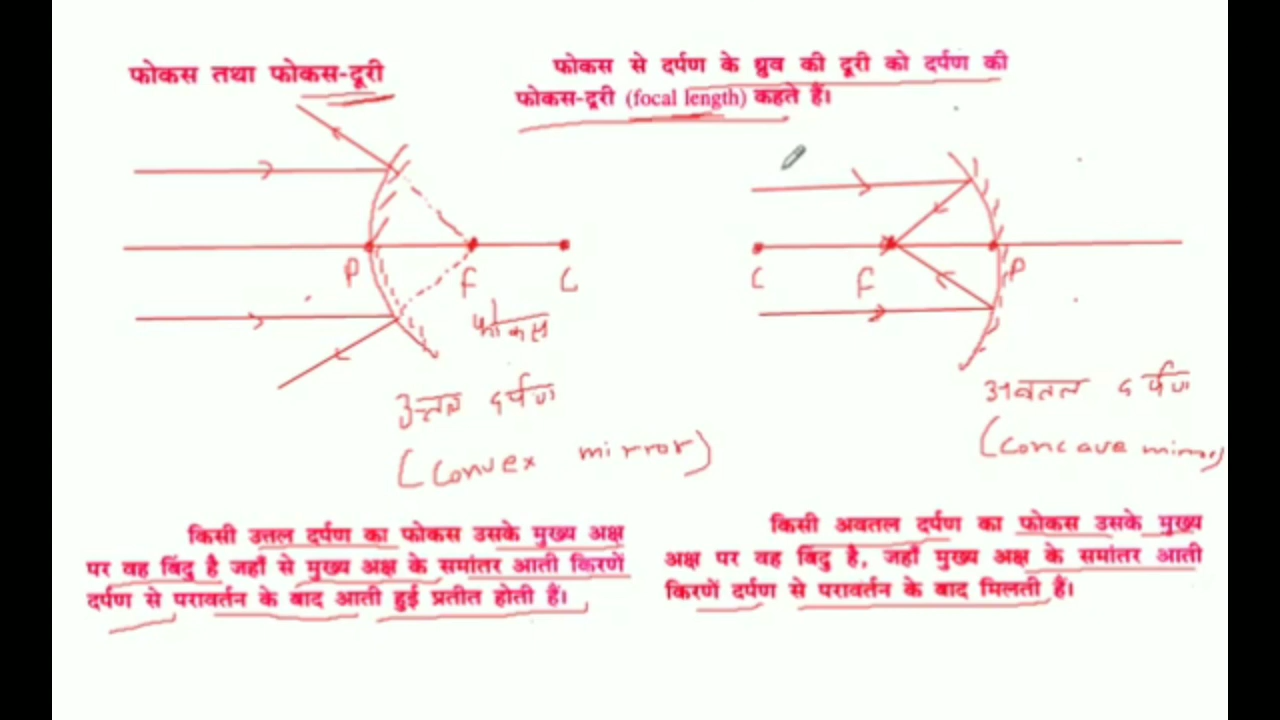 फोकस तथा फोकस-दूरी
फोकस से दर्पण के ध्रुव की दूरी को दर्पण की
फोकस-दूरी (focal length) कहते हैं।
P
F
C
फोकस
उत्तल दर्पण
(Convex mirror)
C
F
P
अवतल दर्पण
(Concave mirror)
किसी उत्तल दर्पण का फोकस उसके मुख्य अक्ष
पर वह बिंदु है जहाँ से मुख्य अक्ष के समांतर आती किरणें
दर्पण से परावर्तन के बाद आती हुई प्रतीत होती हैं।
किसी अवतल दर्पण का फोकस उसके मुख्य
अक्ष पर वह बिंदु है, जहाँ मुख्य अक्ष के समांतर आती
किरणें दर्पण से परावर्तन के बाद मिलती हैं।